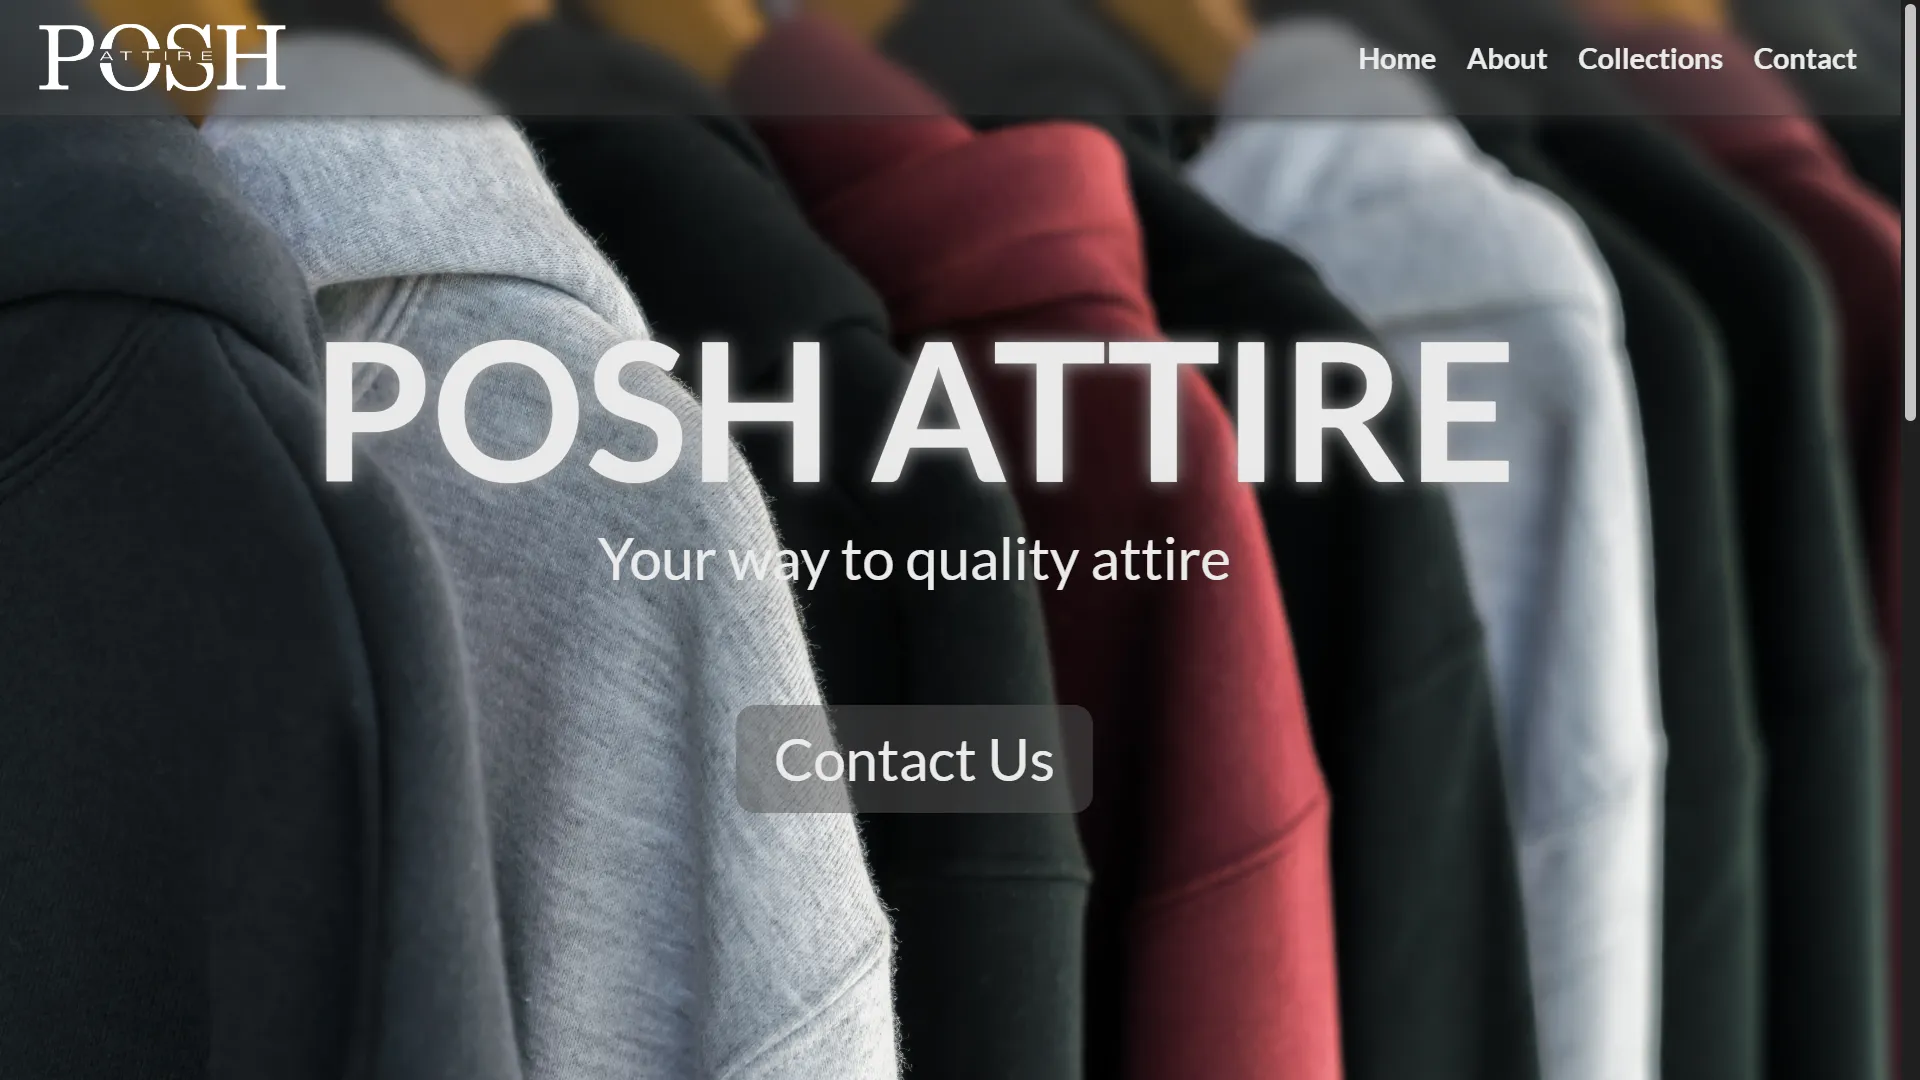 POSH
ATTIRE
Home About Collections Contact
POSH ATTIRE
Your way to quality attire
Contact Us